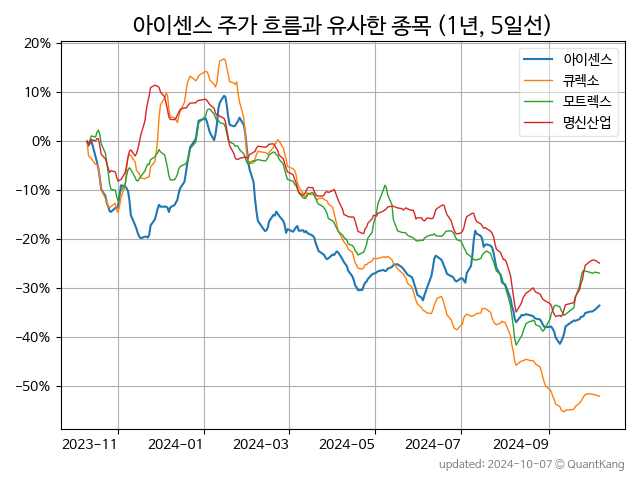 아이센스 주가 흐름과 유사한 종목 (1년, 5일선)
아이센스
큐렉소
모트렉스
명신산업
20%
10%
0%
−10%
−20%
−30%
−40%
−50%
2023-11
2024-01
2024-03
2024-05
2024-07
2024-09
updated: 2024-10-07 © QuantKang